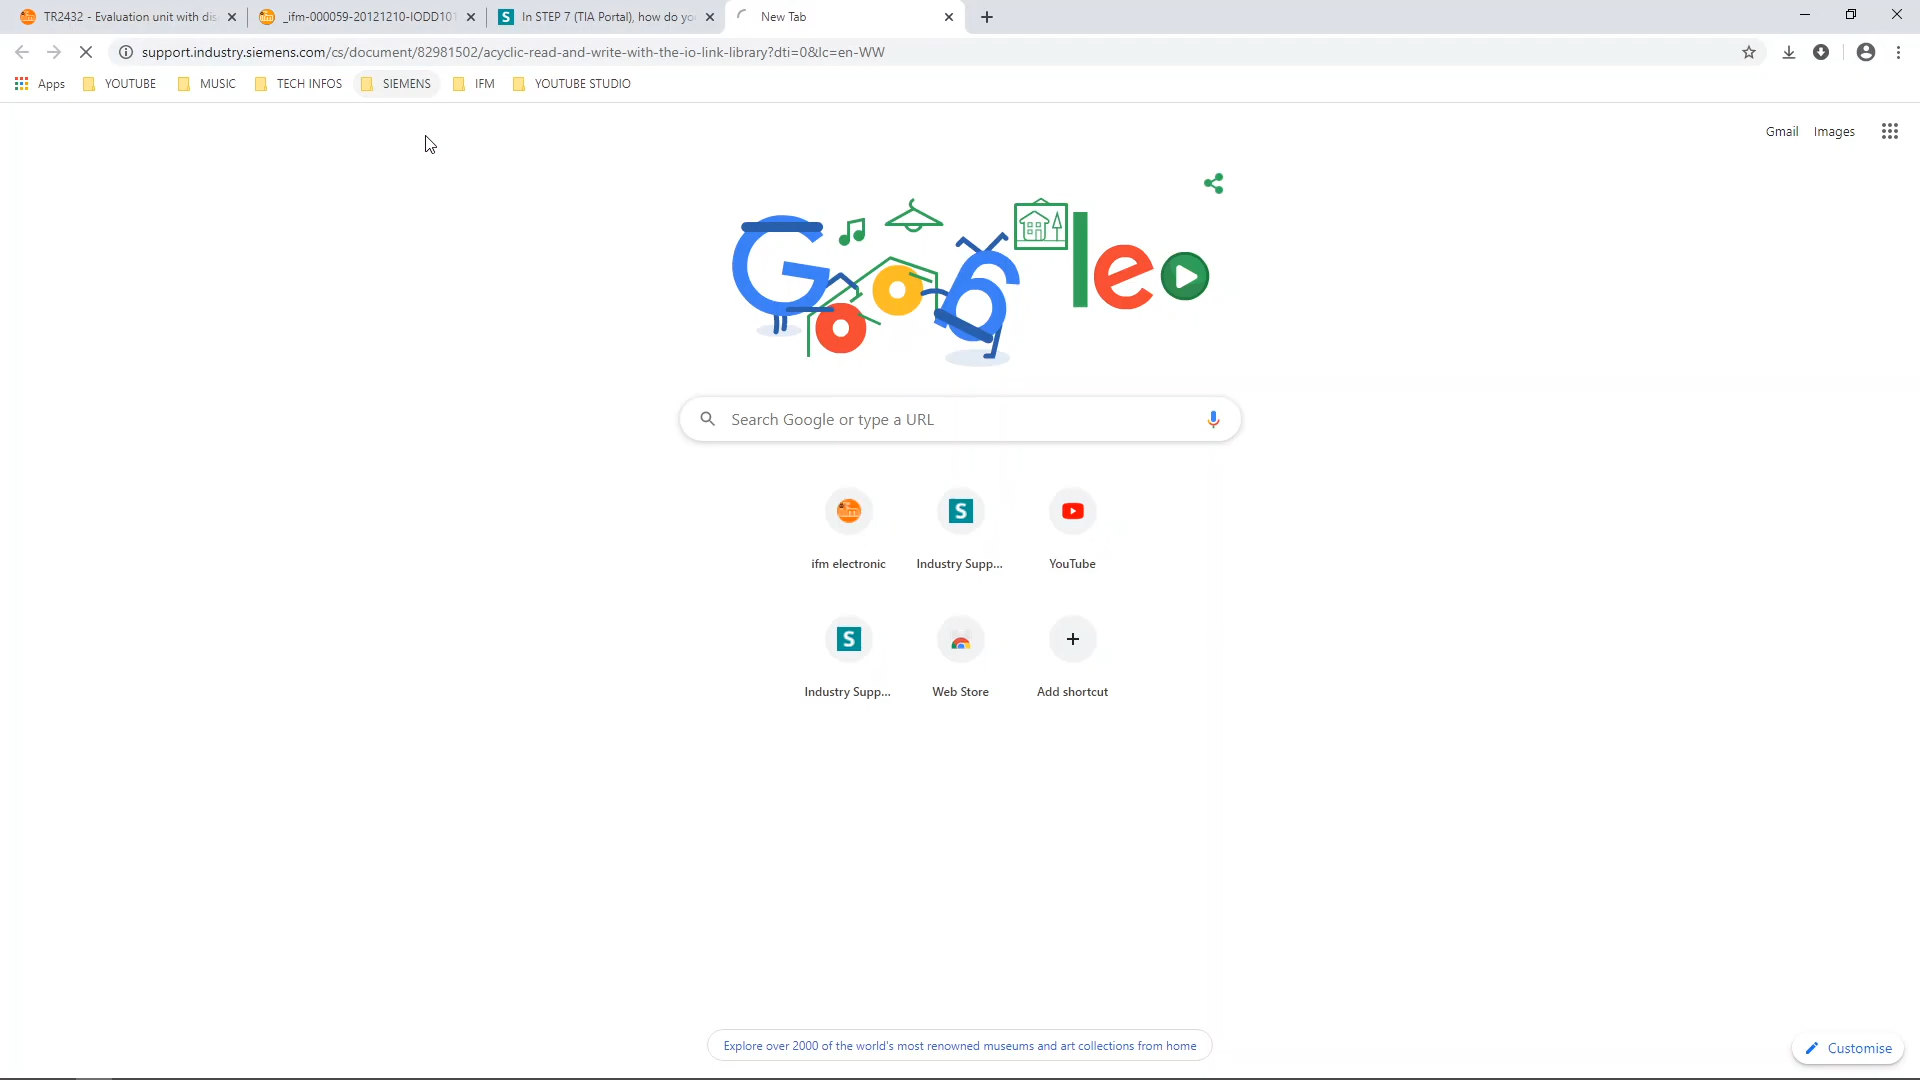 TR2432 - Evaluation unit with dis
_ifm-000059-20121210-IODD101
In STEP 7 (TIA Portal), how do yo
New Tab
support.industry.siemens.com/cs/document/82981502/acyclic-read-and-write-with-the-io-link-library?dti=0&lc=en-WW
Apps YOUTUBE MUSIC TECH INFOS SIEMENS IFM YOUTUBE STUDIO
Gmail Images
Google
Search Google or type a URL
ifm electronic Industry Supp... YouTube
Industry Supp... Web Store Add shortcut
Explore over 2000 of the world's most renowned museums and art collections from home
Customise